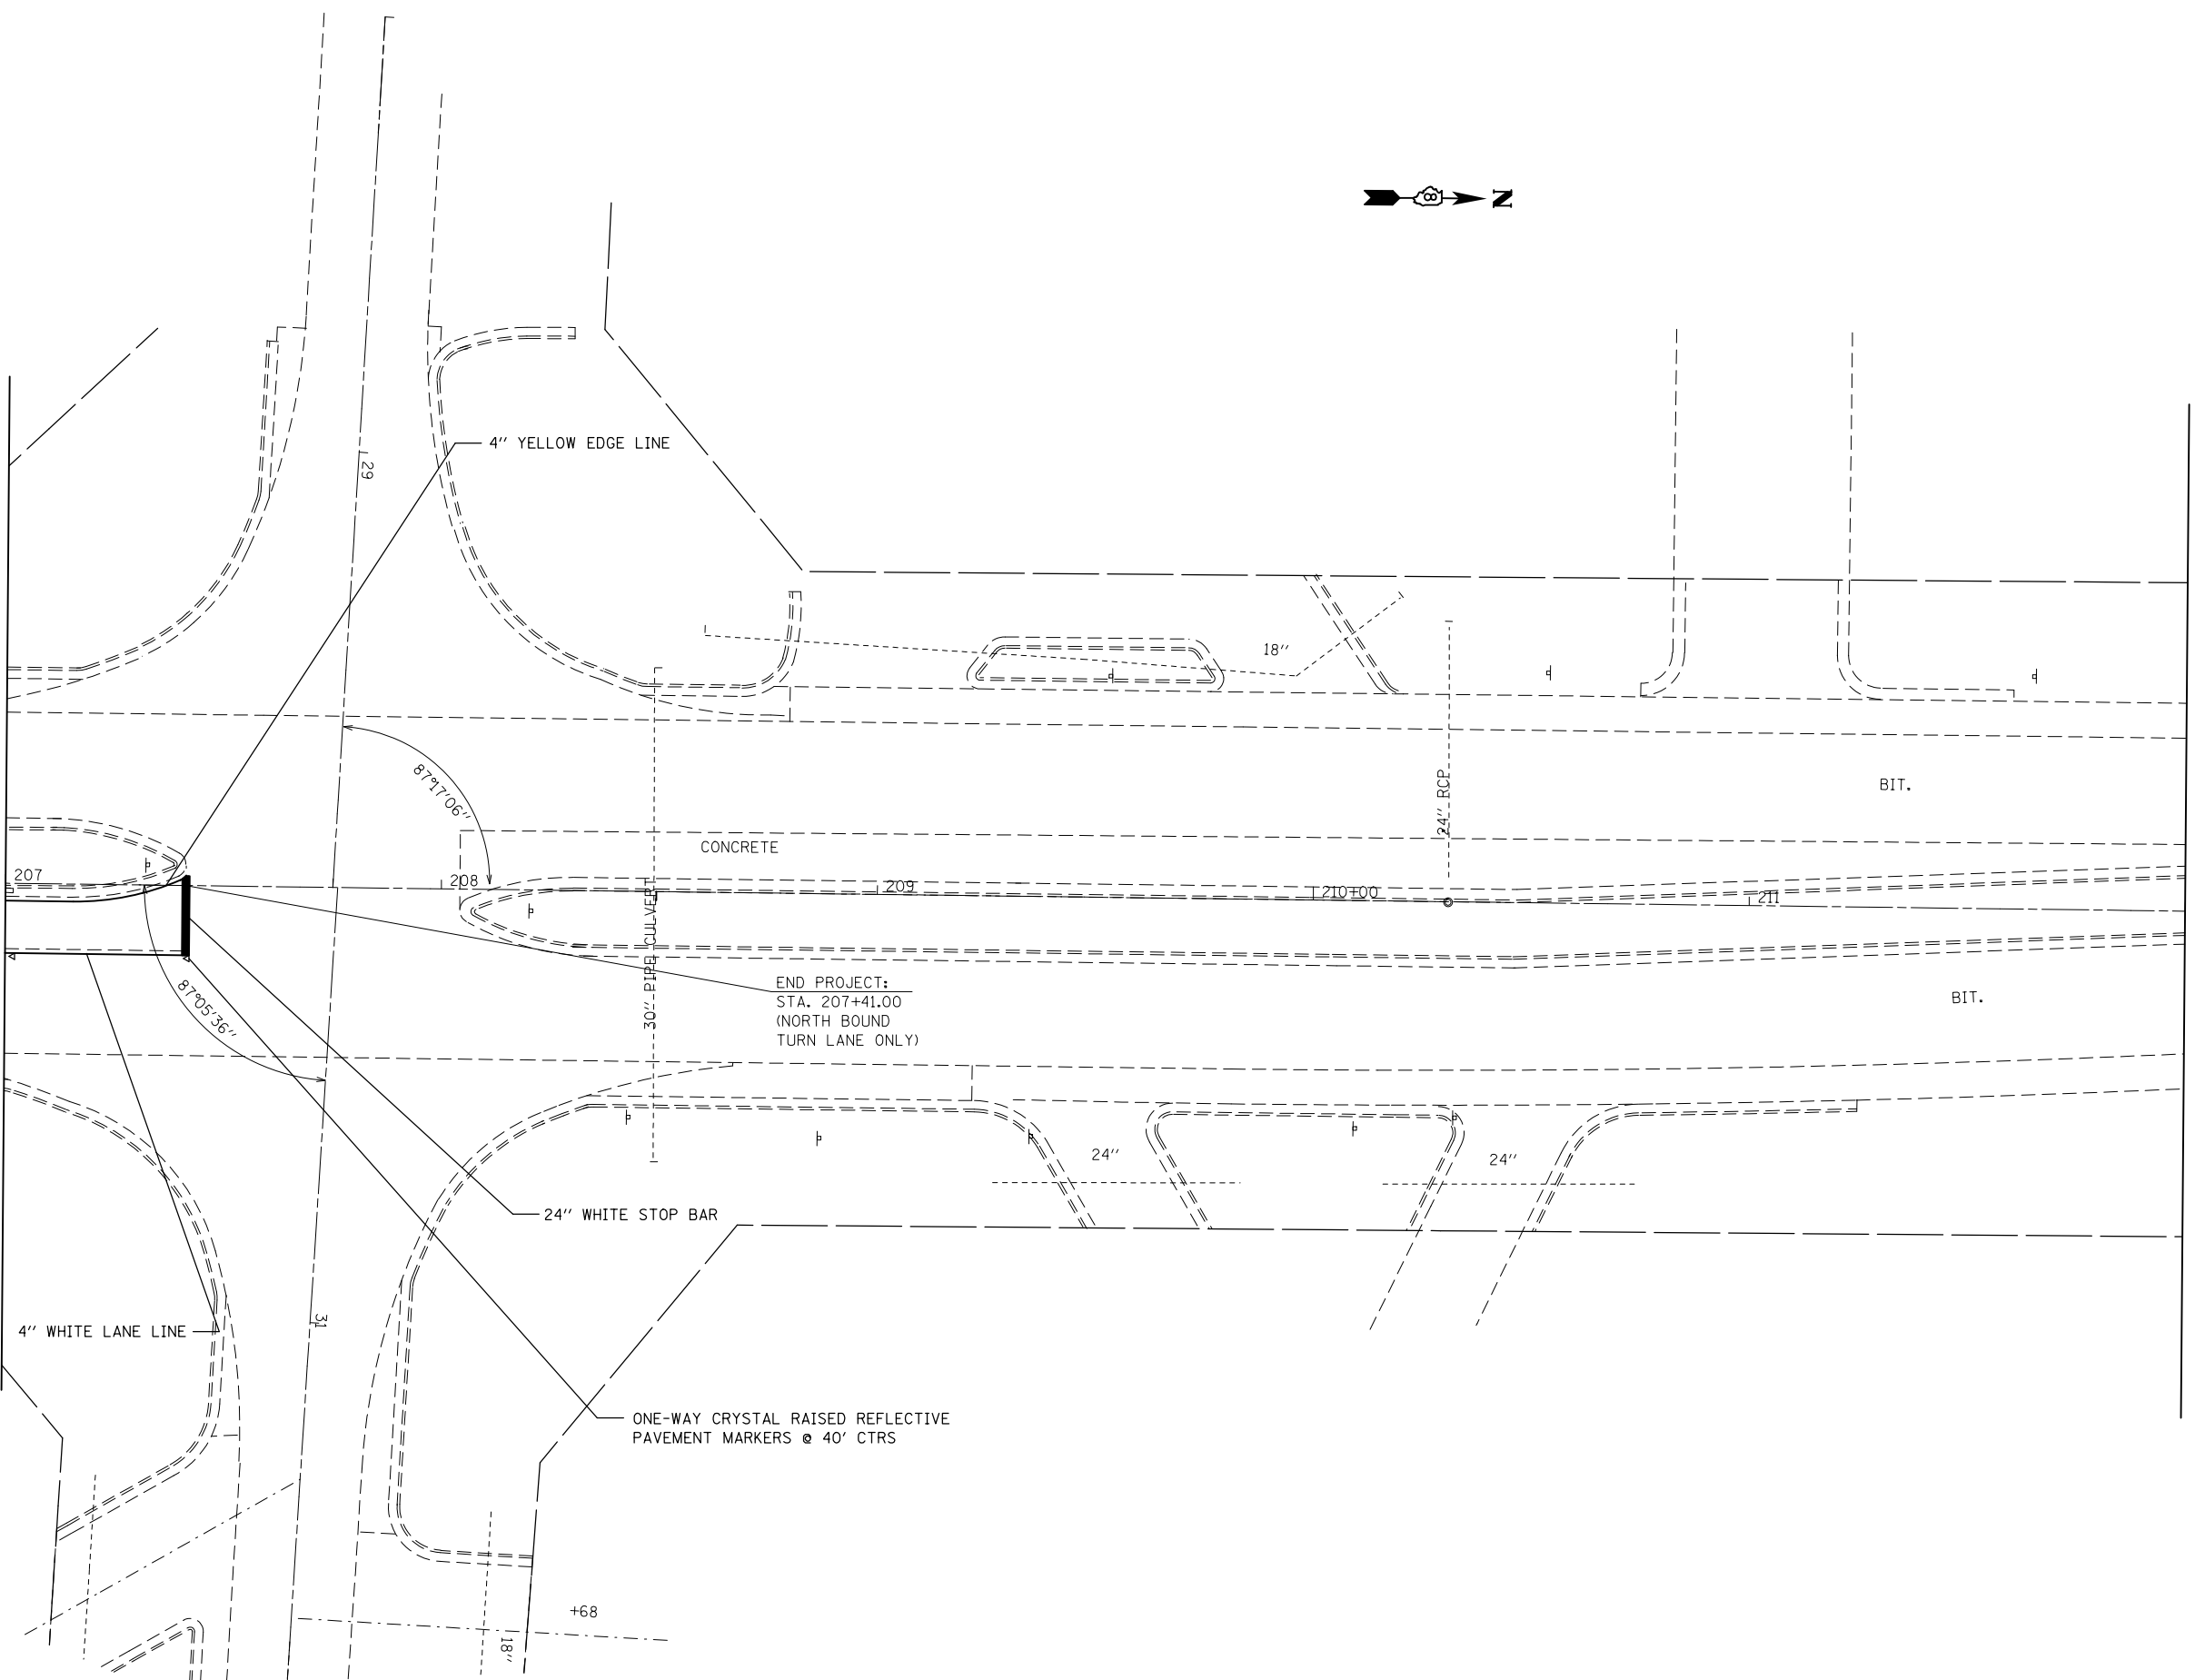 8 N
4" YELLOW EDGE LINE
29
18"
24" RCP
87°17'06"
BIT.
CONCRETE
207
208
209
210+00
211
30" PIPE CULVERT
END PROJECT:
STA. 207+41.00
(NORTH BOUND
TURN LANE ONLY)
BIT.
87°05'36"
24"
24"
24" WHITE STOP BAR
31
4" WHITE LANE LINE
ONE-WAY CRYSTAL RAISED REFLECTIVE
PAVEMENT MARKERS @ 40' CTRS
+68
18"